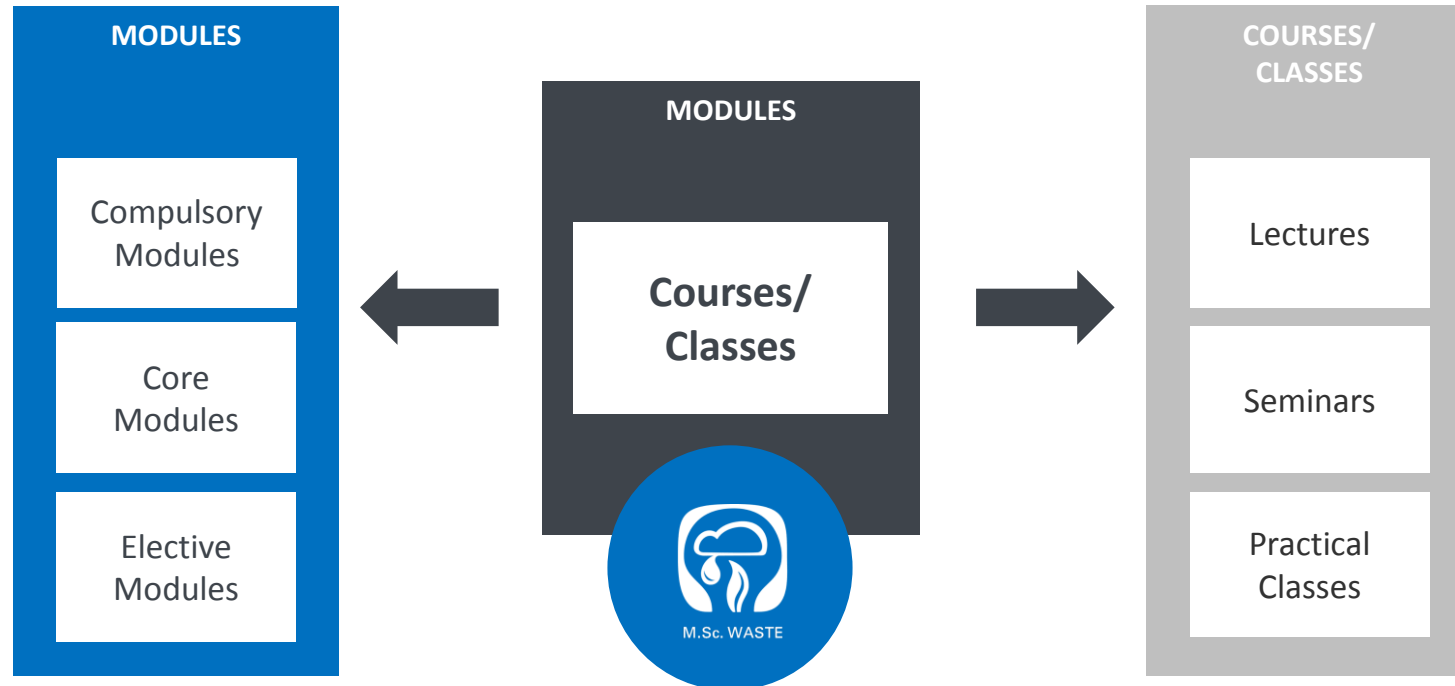 MODULES
Compulsory
Modules
Core
Modules
Elective
Modules
MODULES
Courses/
Classes
M.Sc. WASTE
COURSES/
CLASSES
Lectures
Seminars
Practical
Classes